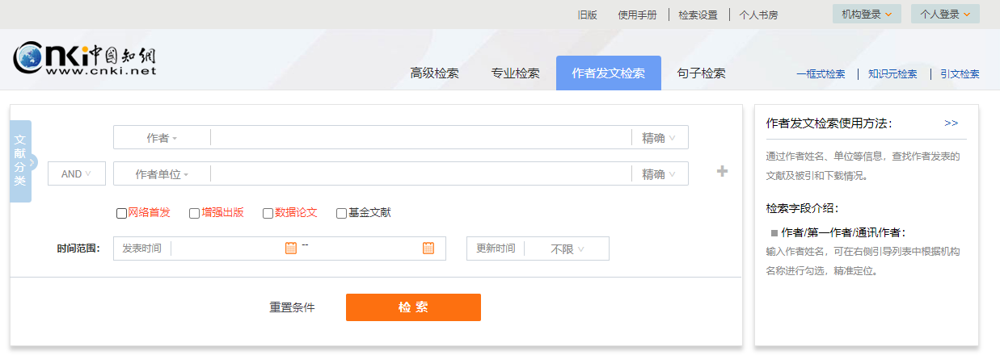 旧版 使用手册 检索设置 个人书房 机构登录 个人登录
cnki中国知網
www.cnki.net
高级检索 专业检索 作者发文检索 句子检索 一框式检索 知识元检索 引文检索
文献分类
作者 精确
AND 作者单位 精确
网络首发 增强出版 数据论文 基金文献
时间范围： 发表时间 -- 更新时间 不限
重置条件 检 索
作者发文检索使用方法： >>
通过作者姓名、单位等信息，查找作者发表的
文献及被引和下载情况。
检索字段介绍：
作者/第一作者/通讯作者：
输入作者姓名，可在右侧引导列表中根据机构
名称进行勾选，精准定位。